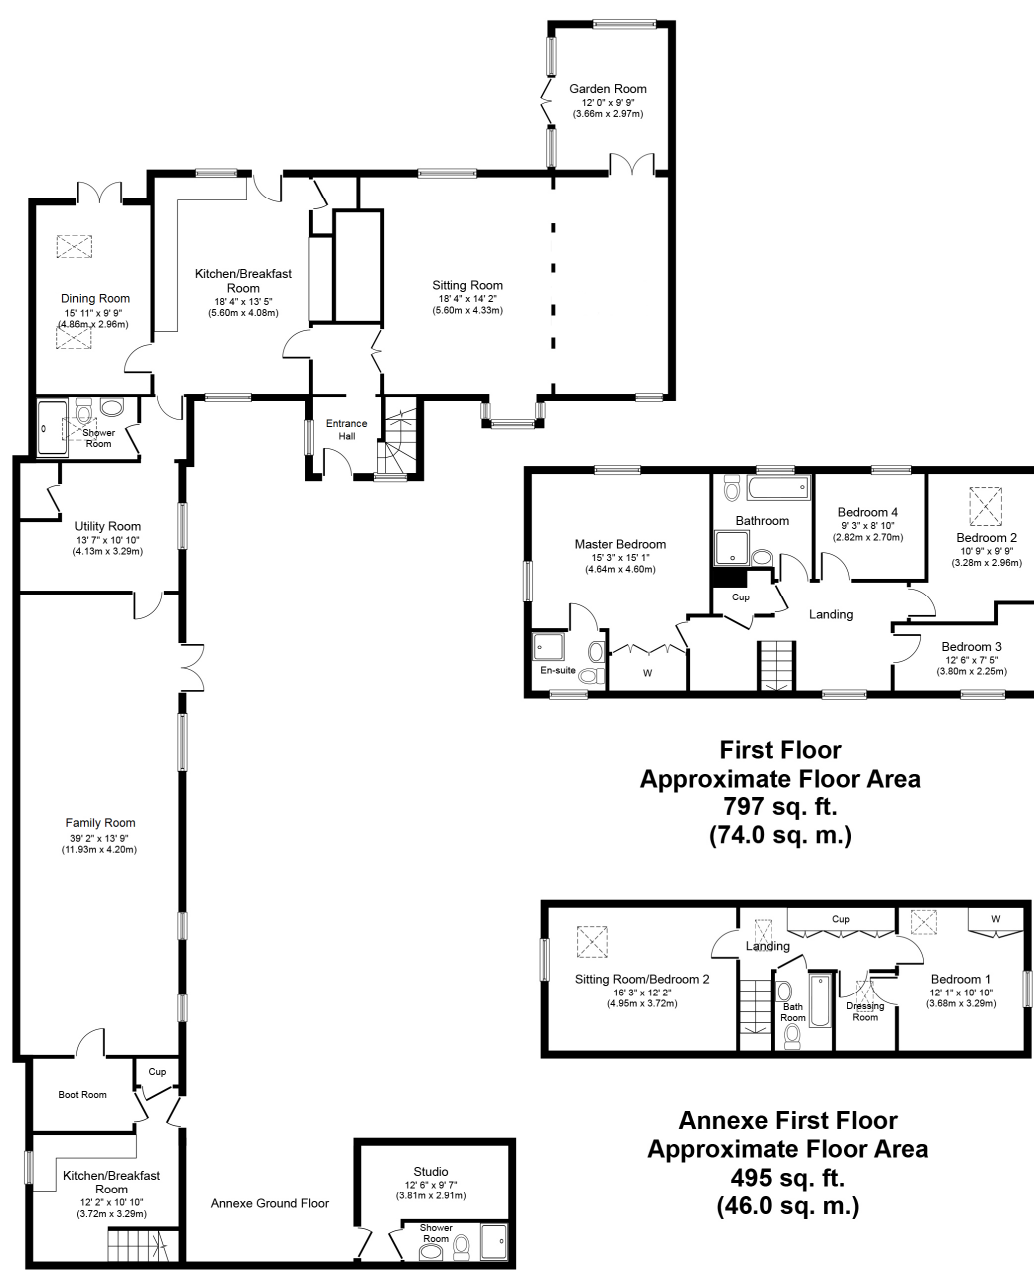 Garden Room
12' 0" x 9' 9"
(3.66m x 2.97m)
Kitchen/Breakfast
Room
18' 4" x 13' 5"
(5.60m x 4.08m)
Sitting Room
18' 4" x 14' 2"
(5.60m x 4.33m)
Dining Room
15' 11" x 9' 9"
(4.86m x 2.96m)
Entrance
Hall
Shower
Room
Utility Room
13' 7" x 10' 10"
(4.13m x 3.29m)
Master Bedroom
15' 3" x 15' 1"
(4.64m x 4.60m)
Bathroom
Bedroom 4
9' 3" x 8' 10"
(2.82m x 2.70m)
Bedroom 2
10' 9" x 9' 9"
(3.28m x 2.96m)
Cup
Landing
Bedroom 3
12' 6" x 7' 5"
(3.80m x 2.25m)
En-suite
W
First Floor
Approximate Floor Area
797 sq. ft.
(74.0 sq. m.)
Family Room
39' 2" x 13' 9"
(11.93m x 4.20m)
Cup
W
Landing
Sitting Room/Bedroom 2
16' 3" x 12' 2"
(4.95m x 3.72m)
Bath
Room
Dressing
Room
Bedroom 1
12' 1" x 10' 10"
(3.68m x 3.29m)
Cup
Boot Room
Annexe First Floor
Approximate Floor Area
495 sq. ft.
(46.0 sq. m.)
Kitchen/Breakfast
Room
12' 2" x 10' 10"
(3.72m x 3.29m)
Annexe Ground Floor
Studio
12' 6" x 9' 7"
(3.81m x 2.91m)
Shower
Room